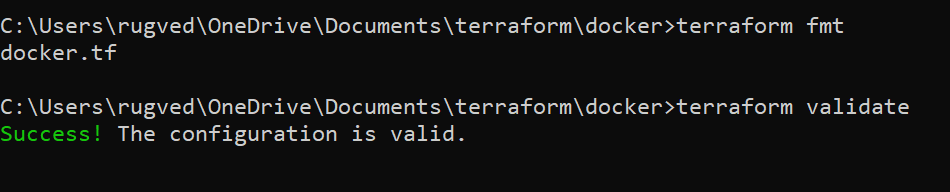 C:\Users\rugved\OneDrive\Documents\terraform\docker>terraform fmt
docker.tf
C:\Users\rugved\OneDrive\Documents\terraform\docker>terraform validate
Success! The configuration is valid.